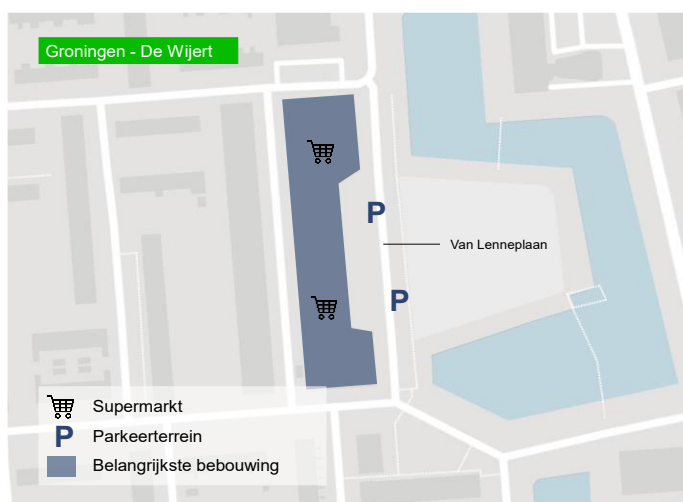 Groningen - De Wijert
P
Van Lenneplaan
P
Supermarkt
P Parkeerterrein
Belangrijkste bebouwing